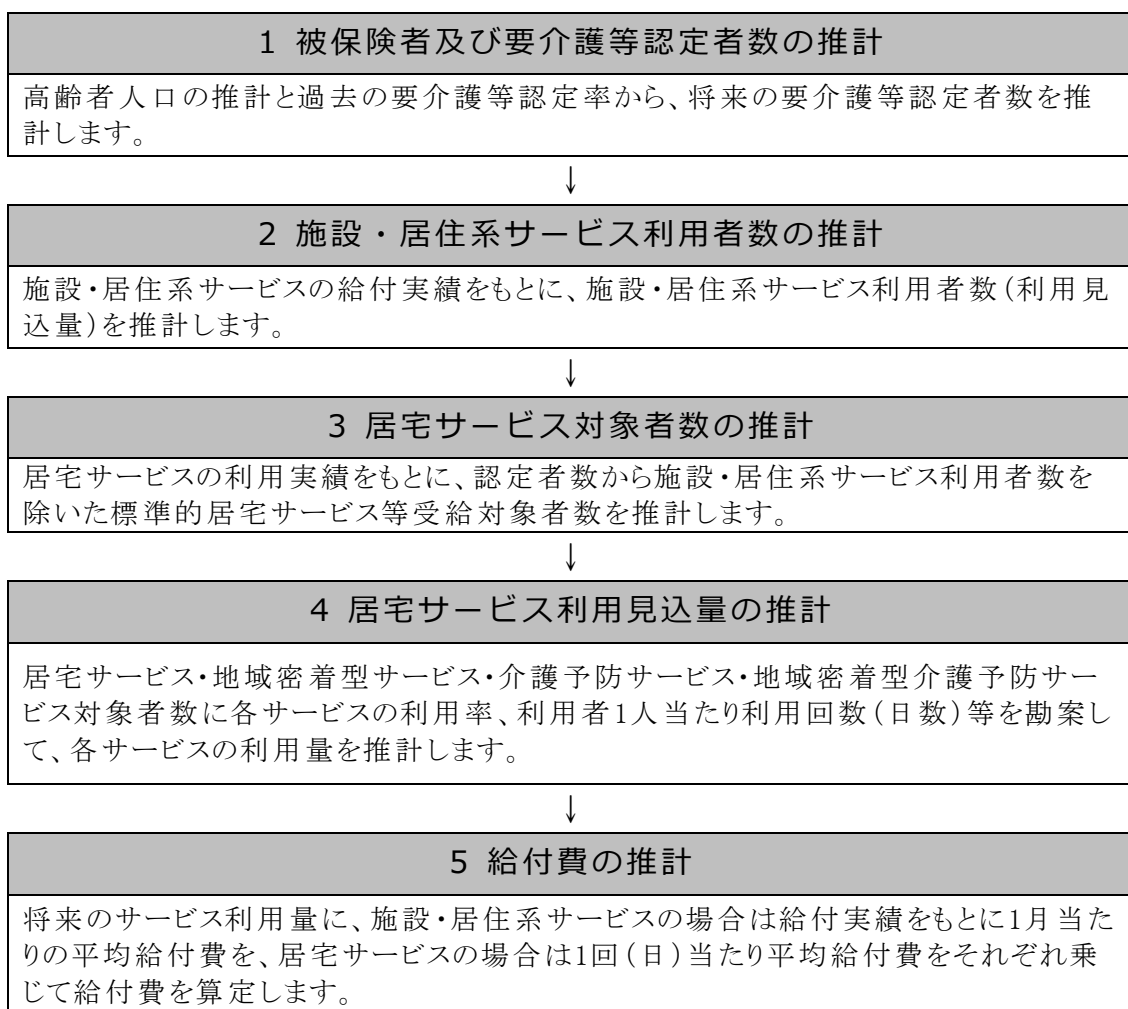 1 被保険者及び要介護等認定者数の推計
高齢者人口の推計と過去の要介護等認定率から、将来の要介護等認定者数を推
計します。
↓
2 施設・居住系サービス利用者数の推計
施設・居住系サービスの給付実績をもとに、施設・居住系サービス利用者数(利用見
込量)を推計します。
↓
3 居宅サービス対象者数の推計
居宅サービスの利用実績をもとに、認定者数から施設・居住系サービス利用者数を
除いた標準的居宅サービス等受給対象者数を推計します。
↓
4 居宅サービス利用見込量の推計
居宅サービス・地域密着型サービス・介護予防サービス・地域密着型介護予防サー
ビス対象者数に各サービスの利用率、利用者1人当たり利用回数(日数)等を勘案し
て、各サービスの利用量を推計します。
↓
5 給付費の推計
将来のサービス利用量に、施設・居住系サービスの場合は給付実績をもとに1月当た
りの平均給付費を、居宅サービスの場合は1回(日)当たり平均給付費をそれぞれ乗
じて給付費を算定します。